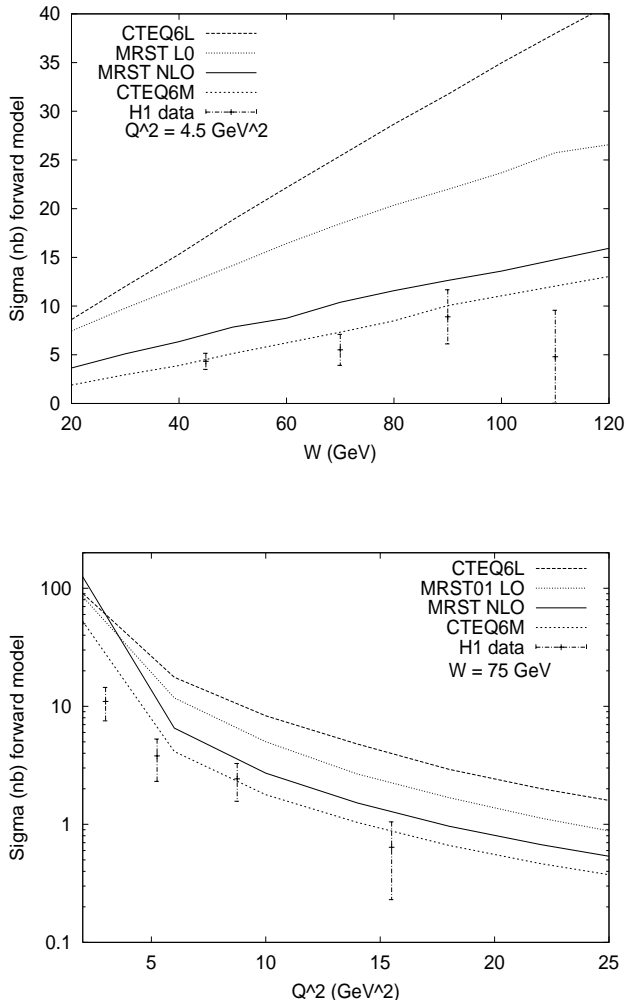 40
35
30
25
20
15
10
5
0
Sigma (nb) forward model
CTEQ6L
MRST L0
MRST NLO
CTEQ6M
H1 data
Q^2 = 4.5 GeV^2
20 40 60 80 100 120
W (GeV)
100
10
1
0.1
Sigma (nb) forward model
CTEQ6L
MRST01 LO
MRST NLO
CTEQ6M
H1 data
W = 75 GeV
5 10 15 20 25
Q^2 (GeV^2)